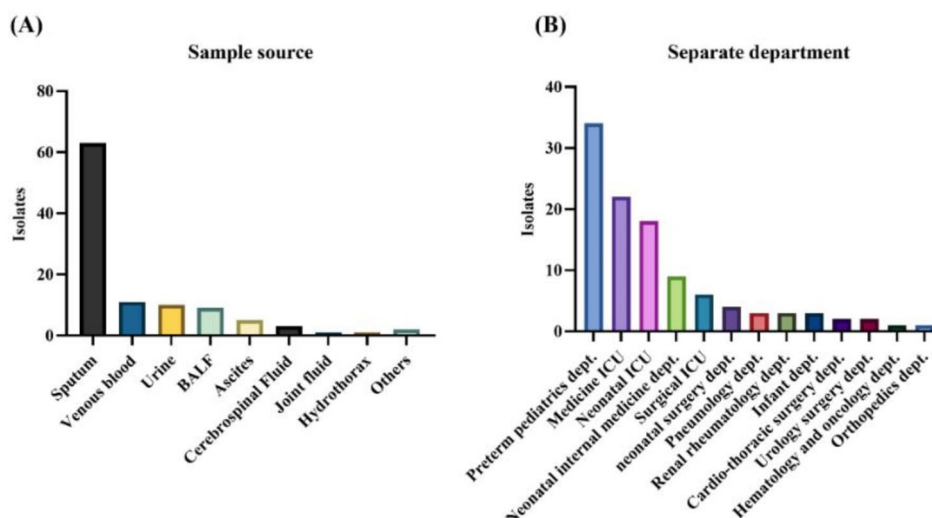 (A)
Sample source
Isolates
80
60
40
20
0
Sputum
Venous blood
Urine
BALF
Ascites
Cerebrospinal Fluid
Joint fluid
Hydrothorax
Others
(B)
Separate department
Isolates
40
30
20
10
0
Preterm pediatrics dept.
Medicine ICU
Neonatal ICU
Neonatal internal medicine dept.
Surgical ICU
neonatal surgery dept.
Pneumology dept.
Renal rheumatology dept.
Infant dept.
Cardio-thoracic surgery dept.
Urology surgery dept.
Hematology and oncology dept.
Orthopedics dept.